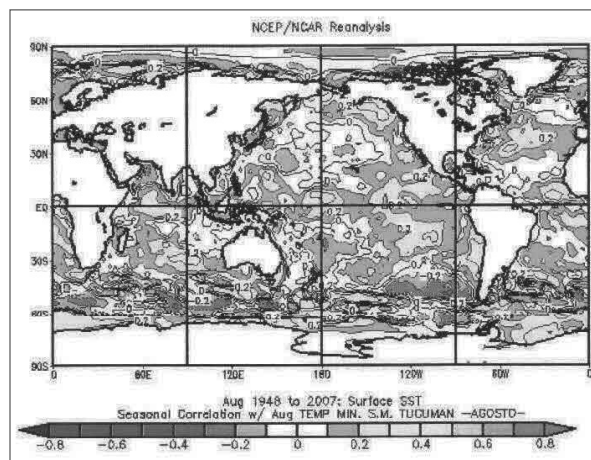 NCEP/NCAR Reanalysis
90N
60N
30N
EQ
30S
60S
90S
0 60E 120E 180 120W 60W 0
Aug 1948 to 2007: Surface SST
Seasonal Correlation w/ Aug TEMP MIN. S.M. TUCUMAN -AGOSTO-
-0.8 -0.6 -0.4 -0.2 0 0.2 0.4 0.6 0.8